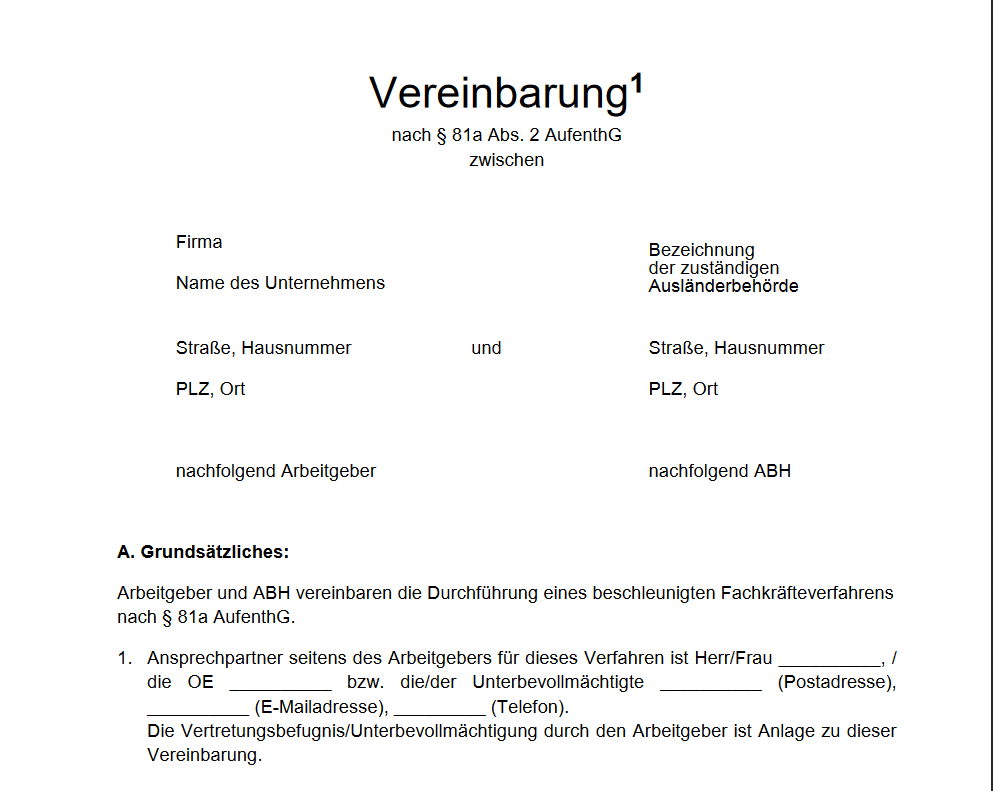 Vereinbarung¹
nach § 81a Abs. 2 AufenthG
zwischen
Firma
Name des Unternehmens
Straße, Hausnummer
PLZ, Ort
nachfolgend Arbeitgeber
und
Bezeichnung
der zuständigen
Ausländerbehörde
Straße, Hausnummer
PLZ, Ort
nachfolgend ABH
A. Grundsätzliches:
Arbeitgeber und ABH vereinbaren die Durchführung eines beschleunigten Fachkräfteverfahrens
nach § 81a AufenthG.
1. Ansprechpartner seitens des Arbeitgebers für dieses Verfahren ist Herr/Frau __________, /
die OE __________ bzw. die/der Unterbevollmächtigte __________ (Postadresse),
__________ (E-Mailadresse), _________ (Telefon).
Die Vertretungsbefugnis/Unterbevollmächtigung durch den Arbeitgeber ist Anlage zu dieser
Vereinbarung.